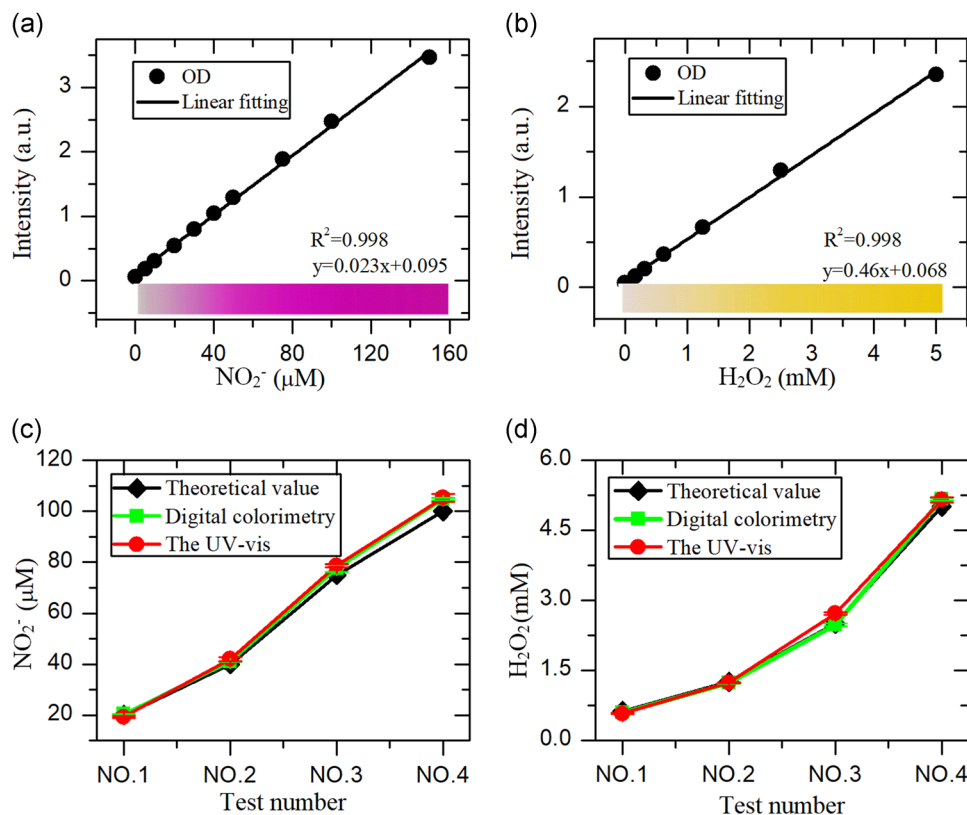 (a)
Intensity (a.u.)
3
2
1
0
OD
Linear fitting
R²=0.998
y=0.023x+0.095
0 40 80 120 160
NO₂⁻ (μM)
(b)
Intensity (a.u.)
2
1
0
OD
Linear fitting
R²=0.998
y=0.46x+0.068
0 1 2 3 4 5
H₂O₂ (mM)
(c)
NO₂⁻ (μM)
120
100
80
60
40
20
Theoretical value
Digital colorimetry
The UV-vis
NO.1 NO.2 NO.3 NO.4
Test number
(d)
H₂O₂ (mM)
6.0
4.5
3.0
1.5
0.0
Theoretical value
Digital colorimetry
The UV-vis
NO.1 NO.2 NO.3 NO.4
Test number